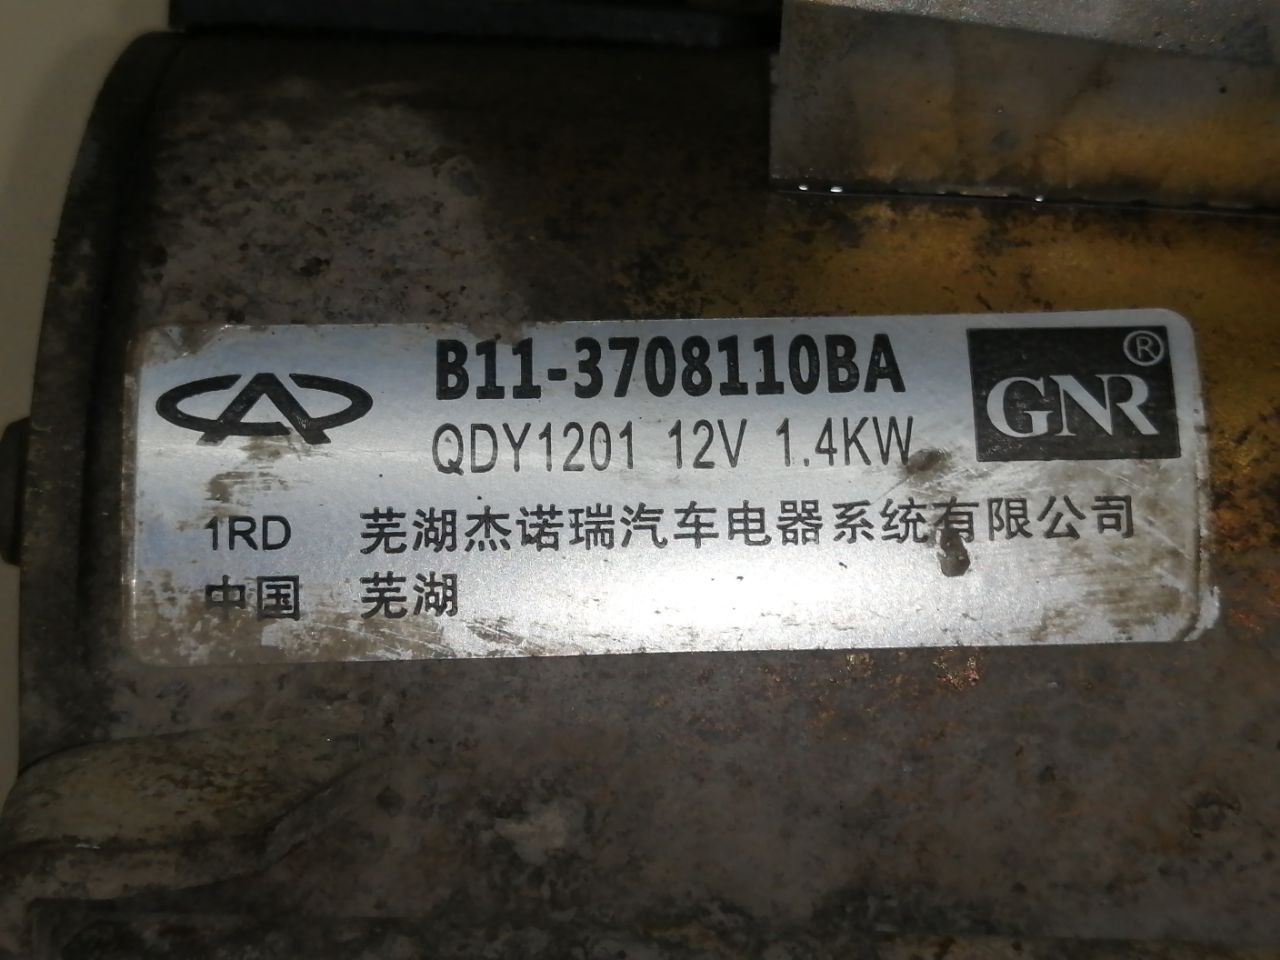 B11-3708110BA
GNR®
QDY1201 12V 1.4KW
1RD 芜湖杰诺瑞汽车电器系统有限公司
中国 芜湖